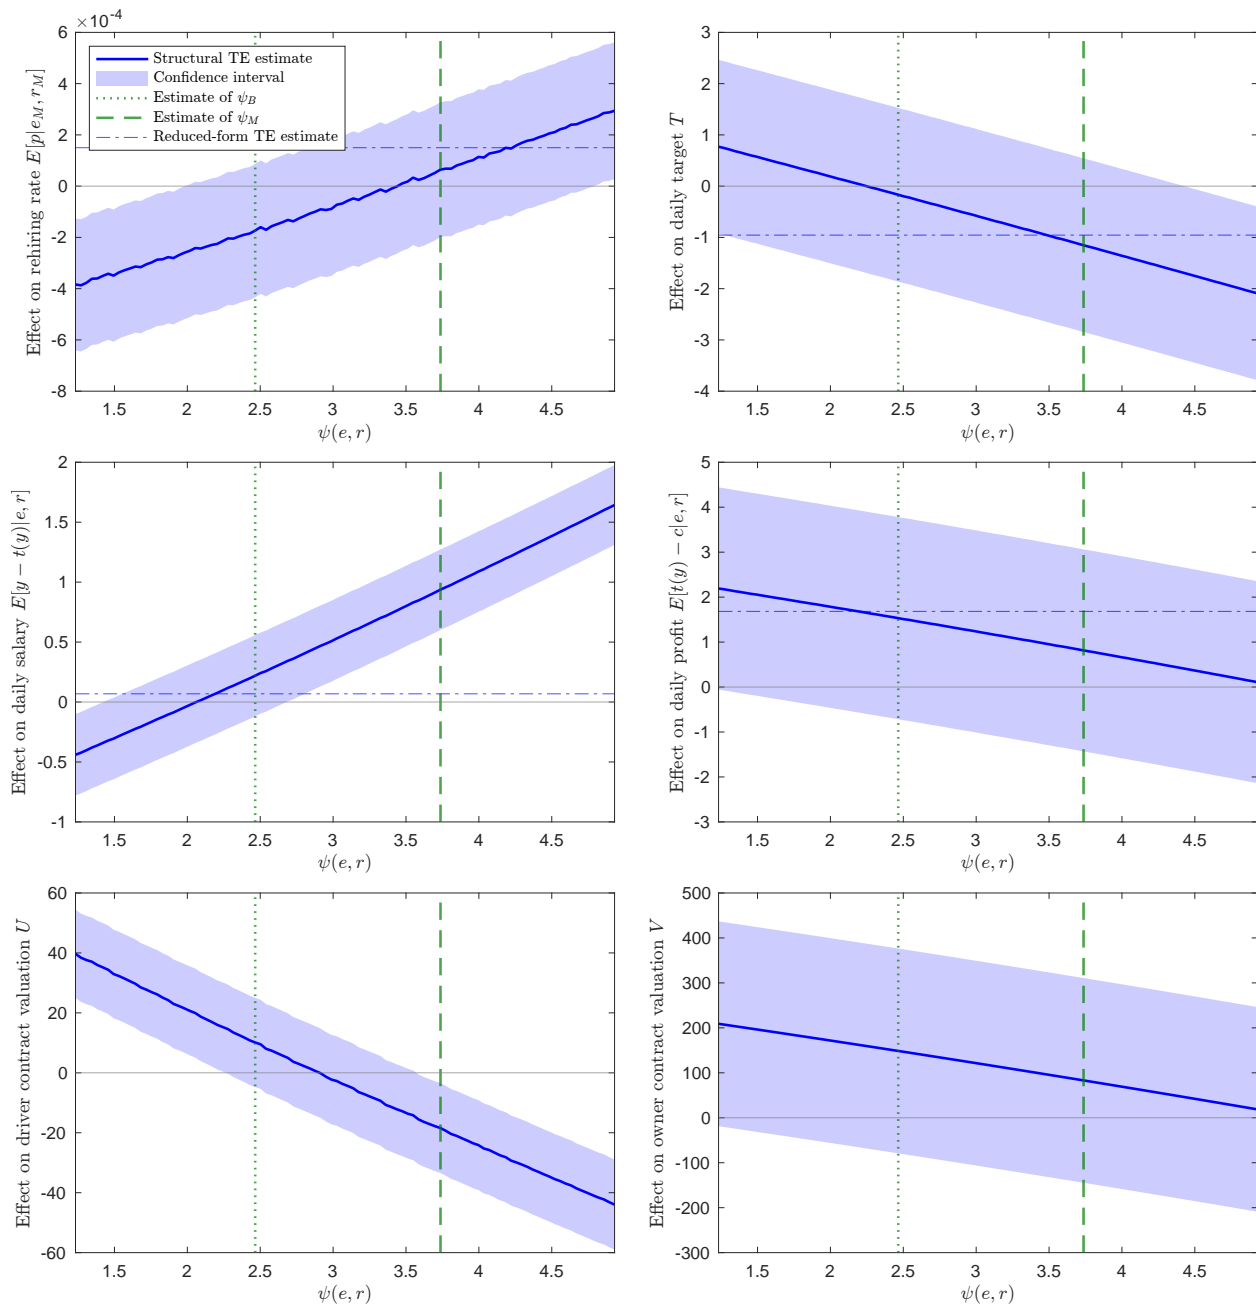 ×10⁻⁴
6
4
2
0
-2
-4
-6
-8
Effect on rehiring rate E[p|e_M, r_M]
Structural TE estimate
Confidence interval
Estimate of ψ_B
Estimate of ψ_M
Reduced-form TE estimate
1.5 2 2.5 3 3.5 4 4.5
ψ(e, r)
3
2
1
0
-1
-2
-3
-4
Effect on daily target T
1.5 2 2.5 3 3.5 4 4.5
ψ(e, r)
2
1.5
1
0.5
0
-0.5
-1
Effect on daily salary E[y − t(y)|e, r]
1.5 2 2.5 3 3.5 4 4.5
ψ(e, r)
5
4
3
2
1
0
-1
-2
-3
Effect on daily profit E[t(y) − c|e, r]
1.5 2 2.5 3 3.5 4 4.5
ψ(e, r)
60
40
20
0
-20
-40
-60
Effect on driver contract valuation U
1.5 2 2.5 3 3.5 4 4.5
ψ(e, r)
500
400
300
200
100
0
-100
-200
-300
Effect on owner contract valuation V
1.5 2 2.5 3 3.5 4 4.5
ψ(e, r)